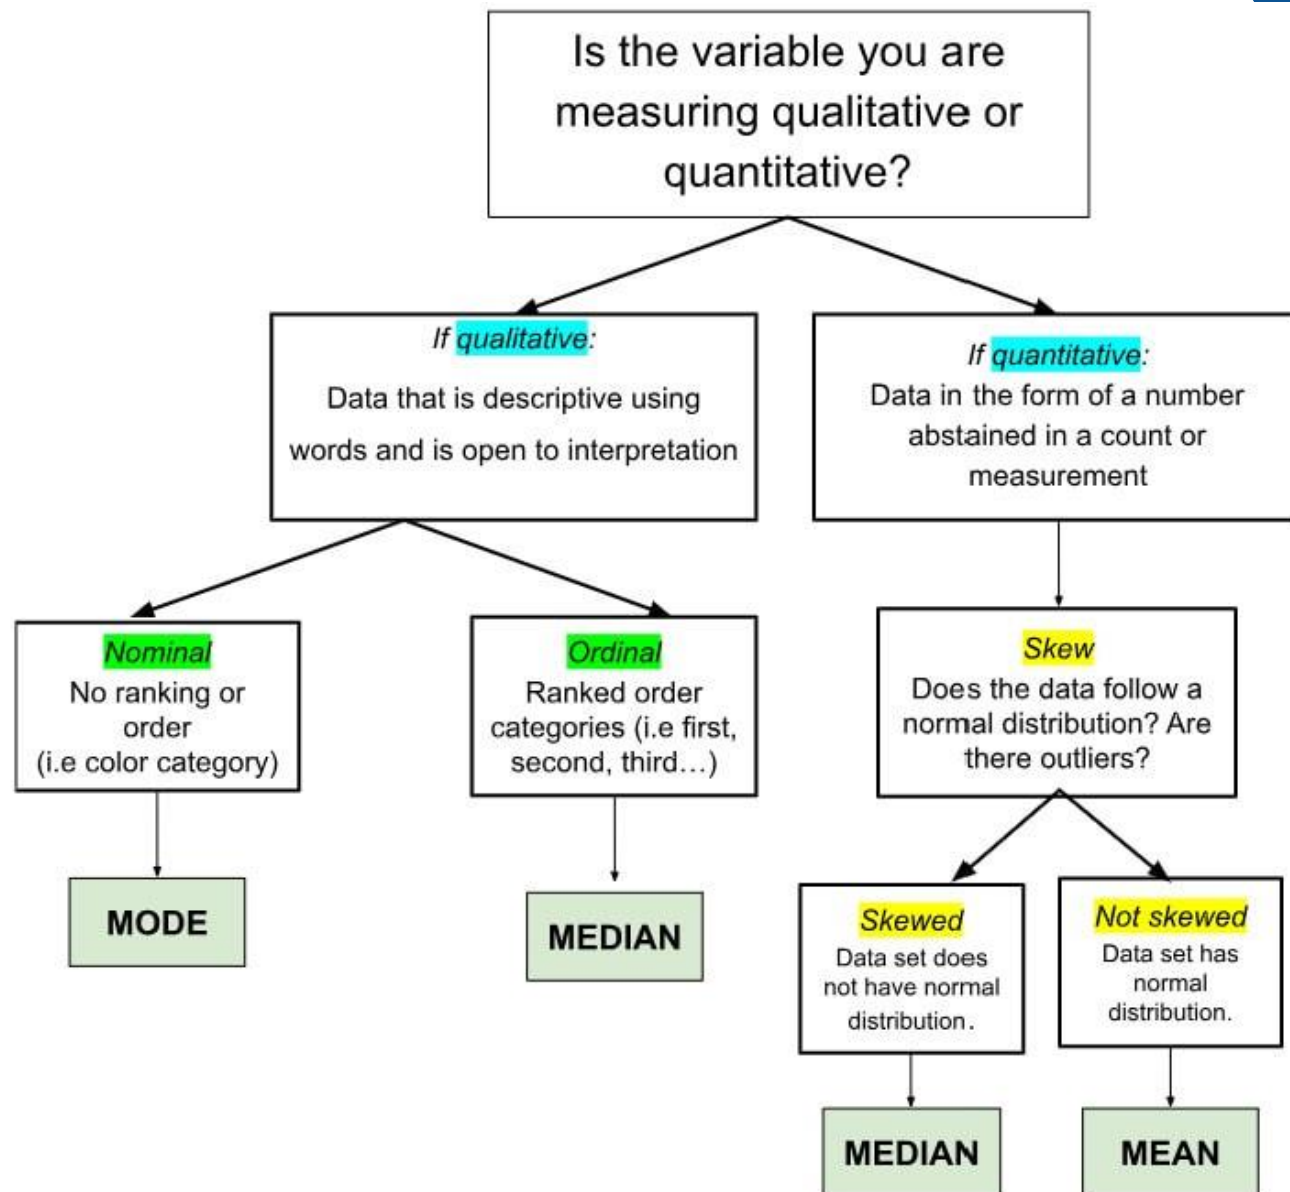 Is the variable you are
measuring qualitative or
quantitative?
If qualitative:
Data that is descriptive using
words and is open to interpretation
If quantitative:
Data in the form of a number
abstained in a count or
measurement
Nominal
No ranking or
order
(i.e color category)
Ordinal
Ranked order
categories (i.e first,
second, third...)
Skew
Does the data follow a
normal distribution? Are
there outliers?
MODE
MEDIAN
Skewed
Data set does
not have normal
distribution.
Not skewed
Data set has
normal
distribution.
MEDIAN
MEAN